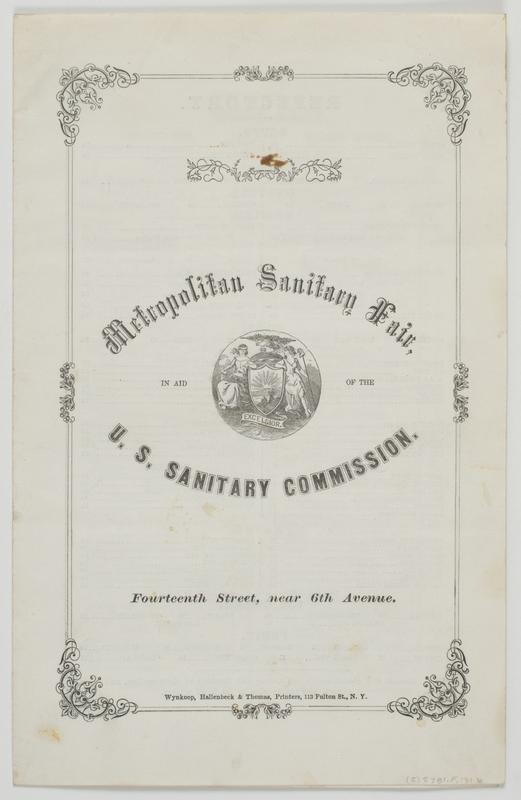 Metropolitan Sanitary Fair,
IN AID
OF THE
EXCELSIOR.
U. S. SANITARY COMMISSION.
Fourteenth Street, near 6th Avenue.
Wynkoop, Hallenbeck & Thomas, Printers, 113 Fulton St., N. Y.